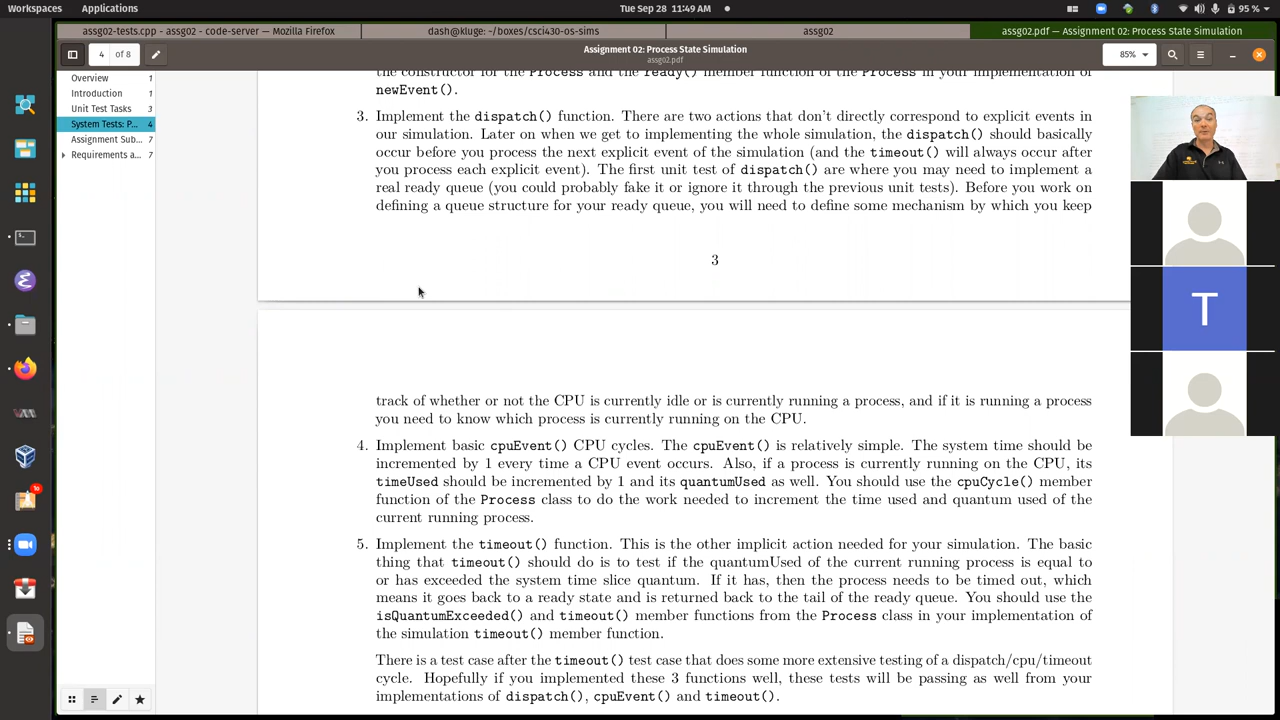 Workspaces Applications Tue Sep 28 11:49 AM 95 %
assg02-tests.cpp - assg02 - code-server — Mozilla Firefox
dash@kluge: ~/boxes/csci430-os-sims
assg02
assg02.pdf — Assignment 02: Process State Simulation
4 of 8
Assignment 02: Process State Simulation
assg02.pdf
85%
Overview 1
Introduction 1
Unit Test Tasks 3
System Tests: P... 4
Assignment Sub... 7
Requirements a... 7
the constructor for the Process and the ready() member function of the Process in your implementation of
newEvent().
3. Implement the dispatch() function. There are two actions that don't directly correspond to explicit events in
our simulation. Later on when we get to implementing the whole simulation, the dispatch() should basically
occur before you process the next explicit event of the simulation (and the timeout() will always occur after
you process each explicit event). The first unit test of dispatch() are where you may need to implement a
real ready queue (you could probably fake it or ignore it through the previous unit tests). Before you work on
defining a queue structure for your ready queue, you will need to define some mechanism by which you keep
3
track of whether or not the CPU is currently idle or is currently running a process, and if it is running a process
you need to know which process is currently running on the CPU.
4. Implement basic cpuEvent() CPU cycles. The cpuEvent() is relatively simple. The system time should be
incremented by 1 every time a CPU event occurs. Also, if a process is currently running on the CPU, its
timeUsed should be incremented by 1 and its quantumUsed as well. You should use the cpuCycle() member
function of the Process class to do the work needed to increment the time used and quantum used of the
current running process.
5. Implement the timeout() function. This is the other implicit action needed for your simulation. The basic
thing that timeout() should do is to test if the quantumUsed of the current running process is equal to
or has exceeded the system time slice quantum. If it has, then the process needs to be timed out, which
means it goes back to a ready state and is returned back to the tail of the ready queue. You should use the
isQuantumExceeded() and timeout() member functions from the Process class in your implementation of
the simulation timeout() member function.
There is a test case after the timeout() test case that does some more extensive testing of a dispatch/cpu/timeout
cycle. Hopefully if you implemented these 3 functions well, these tests will be passing as well from your
implementations of dispatch(), cpuEvent() and timeout().
T